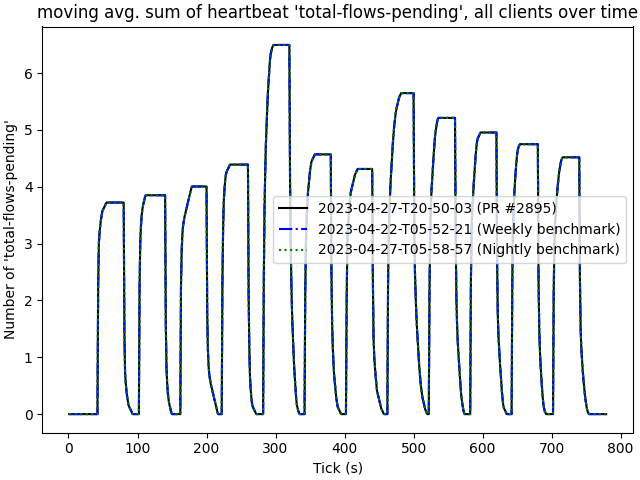 moving avg. sum of heartbeat 'total-flows-pending', all clients over time
Number of 'total-flows-pending'
6
5
4
3
2
1
0
2023-04-27-T20-50-03 (PR #2895)
2023-04-22-T05-52-21 (Weekly benchmark)
2023-04-27-T05-58-57 (Nightly benchmark)
0 100 200 300 400 500 600 700 800
Tick (s)